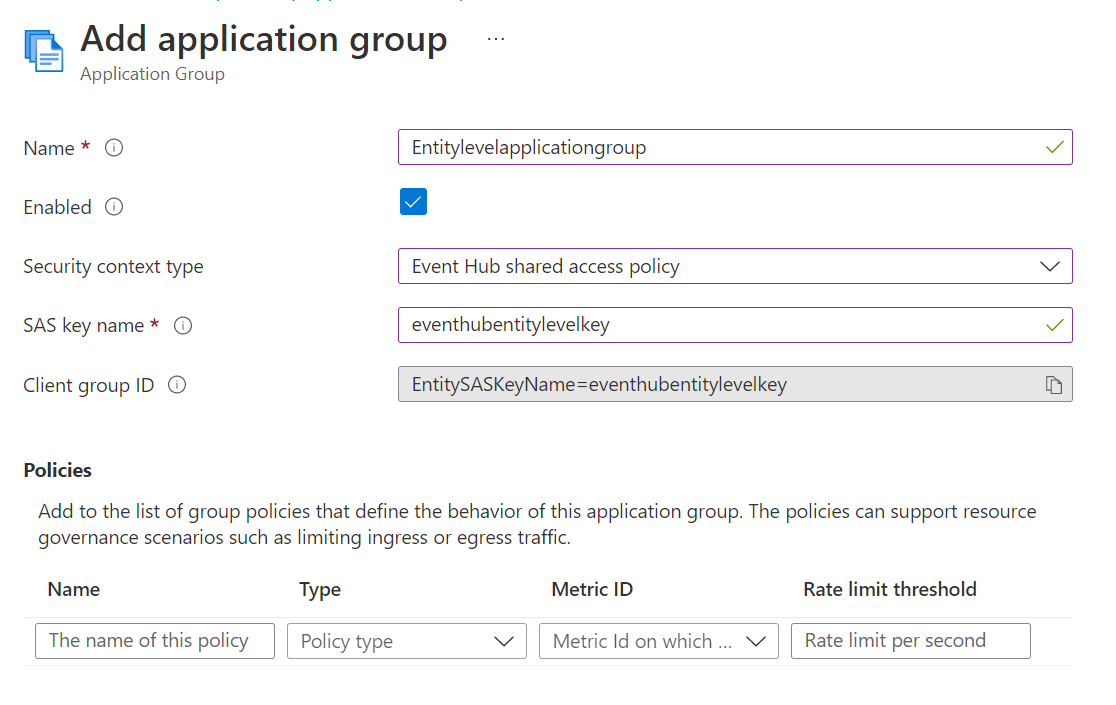 Add application group ...
Application Group
Name *
Entitylevelapplicationgroup
Enabled
Security context type
Event Hub shared access policy
SAS key name *
eventhubentitylevelkey
Client group ID
EntitySASKeyName=eventhubentitylevelkey
Policies
Add to the list of group policies that define the behavior of this application group. The policies can support resource
governance scenarios such as limiting ingress or egress traffic.
Name Type Metric ID Rate limit threshold
The name of this policy Policy type Metric Id on which ... Rate limit per second